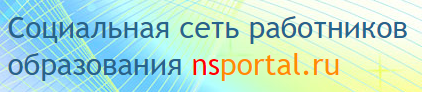 Социальная сеть работников
образования nsportal.ru